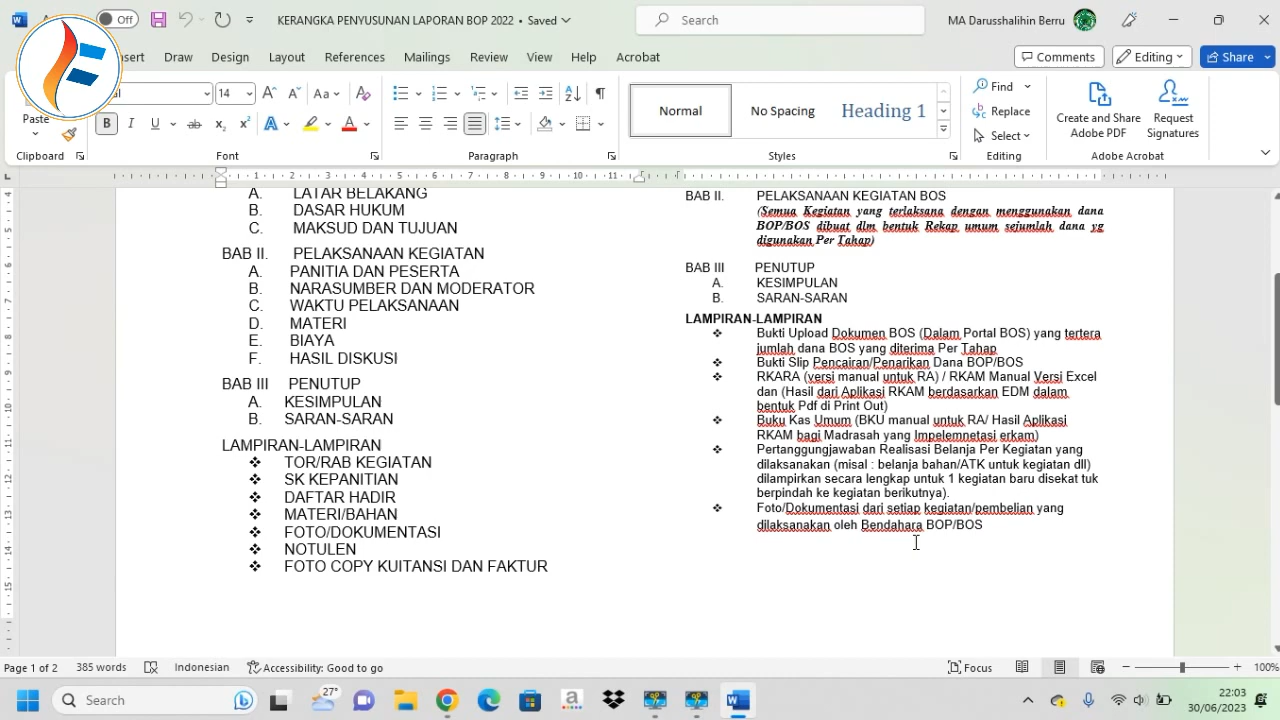 Off
KERANGKA PENYUSUNAN LAPORAN BOP 2022 • Saved
Search
MA Darusshalihin Berru
Draw
Design
Layout
References
Mailings
Review
View
Help
Acrobat
Comments
Editing
Share
Paste
14
Aa
B I U ab x₂ x²
Normal
No Spacing
Heading 1
Find
Replace
Select
Create and Share
Adobe PDF
Request
Signatures
Clipboard
Font
Paragraph
Styles
Editing
Adobe Acrobat
A. LATAR BELAKANG
B. DASAR HUKUM
C. MAKSUD DAN TUJUAN
BAB II. PELAKSANAAN KEGIATAN
A. PANITIA DAN PESERTA
B. NARASUMBER DAN MODERATOR
C. WAKTU PELAKSANAAN
D. MATERI
E. BIAYA
F. HASIL DISKUSI
BAB III PENUTUP
A. KESIMPULAN
B. SARAN-SARAN
LAMPIRAN-LAMPIRAN
❖ TOR/RAB KEGIATAN
❖ SK KEPANITIAN
❖ DAFTAR HADIR
❖ MATERI/BAHAN
❖ FOTO/DOKUMENTASI
❖ NOTULEN
❖ FOTO COPY KUITANSI DAN FAKTUR
BAB II. PELAKSANAAN KEGIATAN BOS
(Semua Kegiatan yang terlaksana dengan menggunakan dana
BOP/BOS dibuat dlm bentuk Rekap umum sejumlah dana yg
digunakan Per Tahap)
BAB III PENUTUP
A. KESIMPULAN
B. SARAN-SARAN
LAMPIRAN-LAMPIRAN
❖ Bukti Upload Dokumen BOS (Dalam Portal BOS) yang tertera
jumlah dana BOS yang diterima Per Tahap
❖ Bukti Slip Pencairan/Penarikan Dana BOP/BOS
❖ RKARA (versi manual untuk RA) / RKAM Manual Versi Excel
dan (Hasil dari Aplikasi RKAM berdasarkan EDM dalam
bentuk Pdf di Print Out)
❖ Buku Kas Umum (BKU manual untuk RA/ Hasil Aplikasi
RKAM bagi Madrasah yang Impelemnetasi erkam)
❖ Pertanggungjawaban Realisasi Belanja Per Kegiatan yang
dilaksanakan (misal : belanja bahan/ATK untuk kegiatan dll)
dilampirkan secara lengkap untuk 1 kegiatan baru disekat tuk
berpindah ke kegiatan berikutnya).
❖ Foto/Dokumentasi dari setiap kegiatan/pembelian yang
dilaksanakan oleh Bendahara BOP/BOS
Page 1 of 2
385 words
Indonesian
Accessibility: Good to go
Focus
100%
Search
27°
22:03
30/06/2023